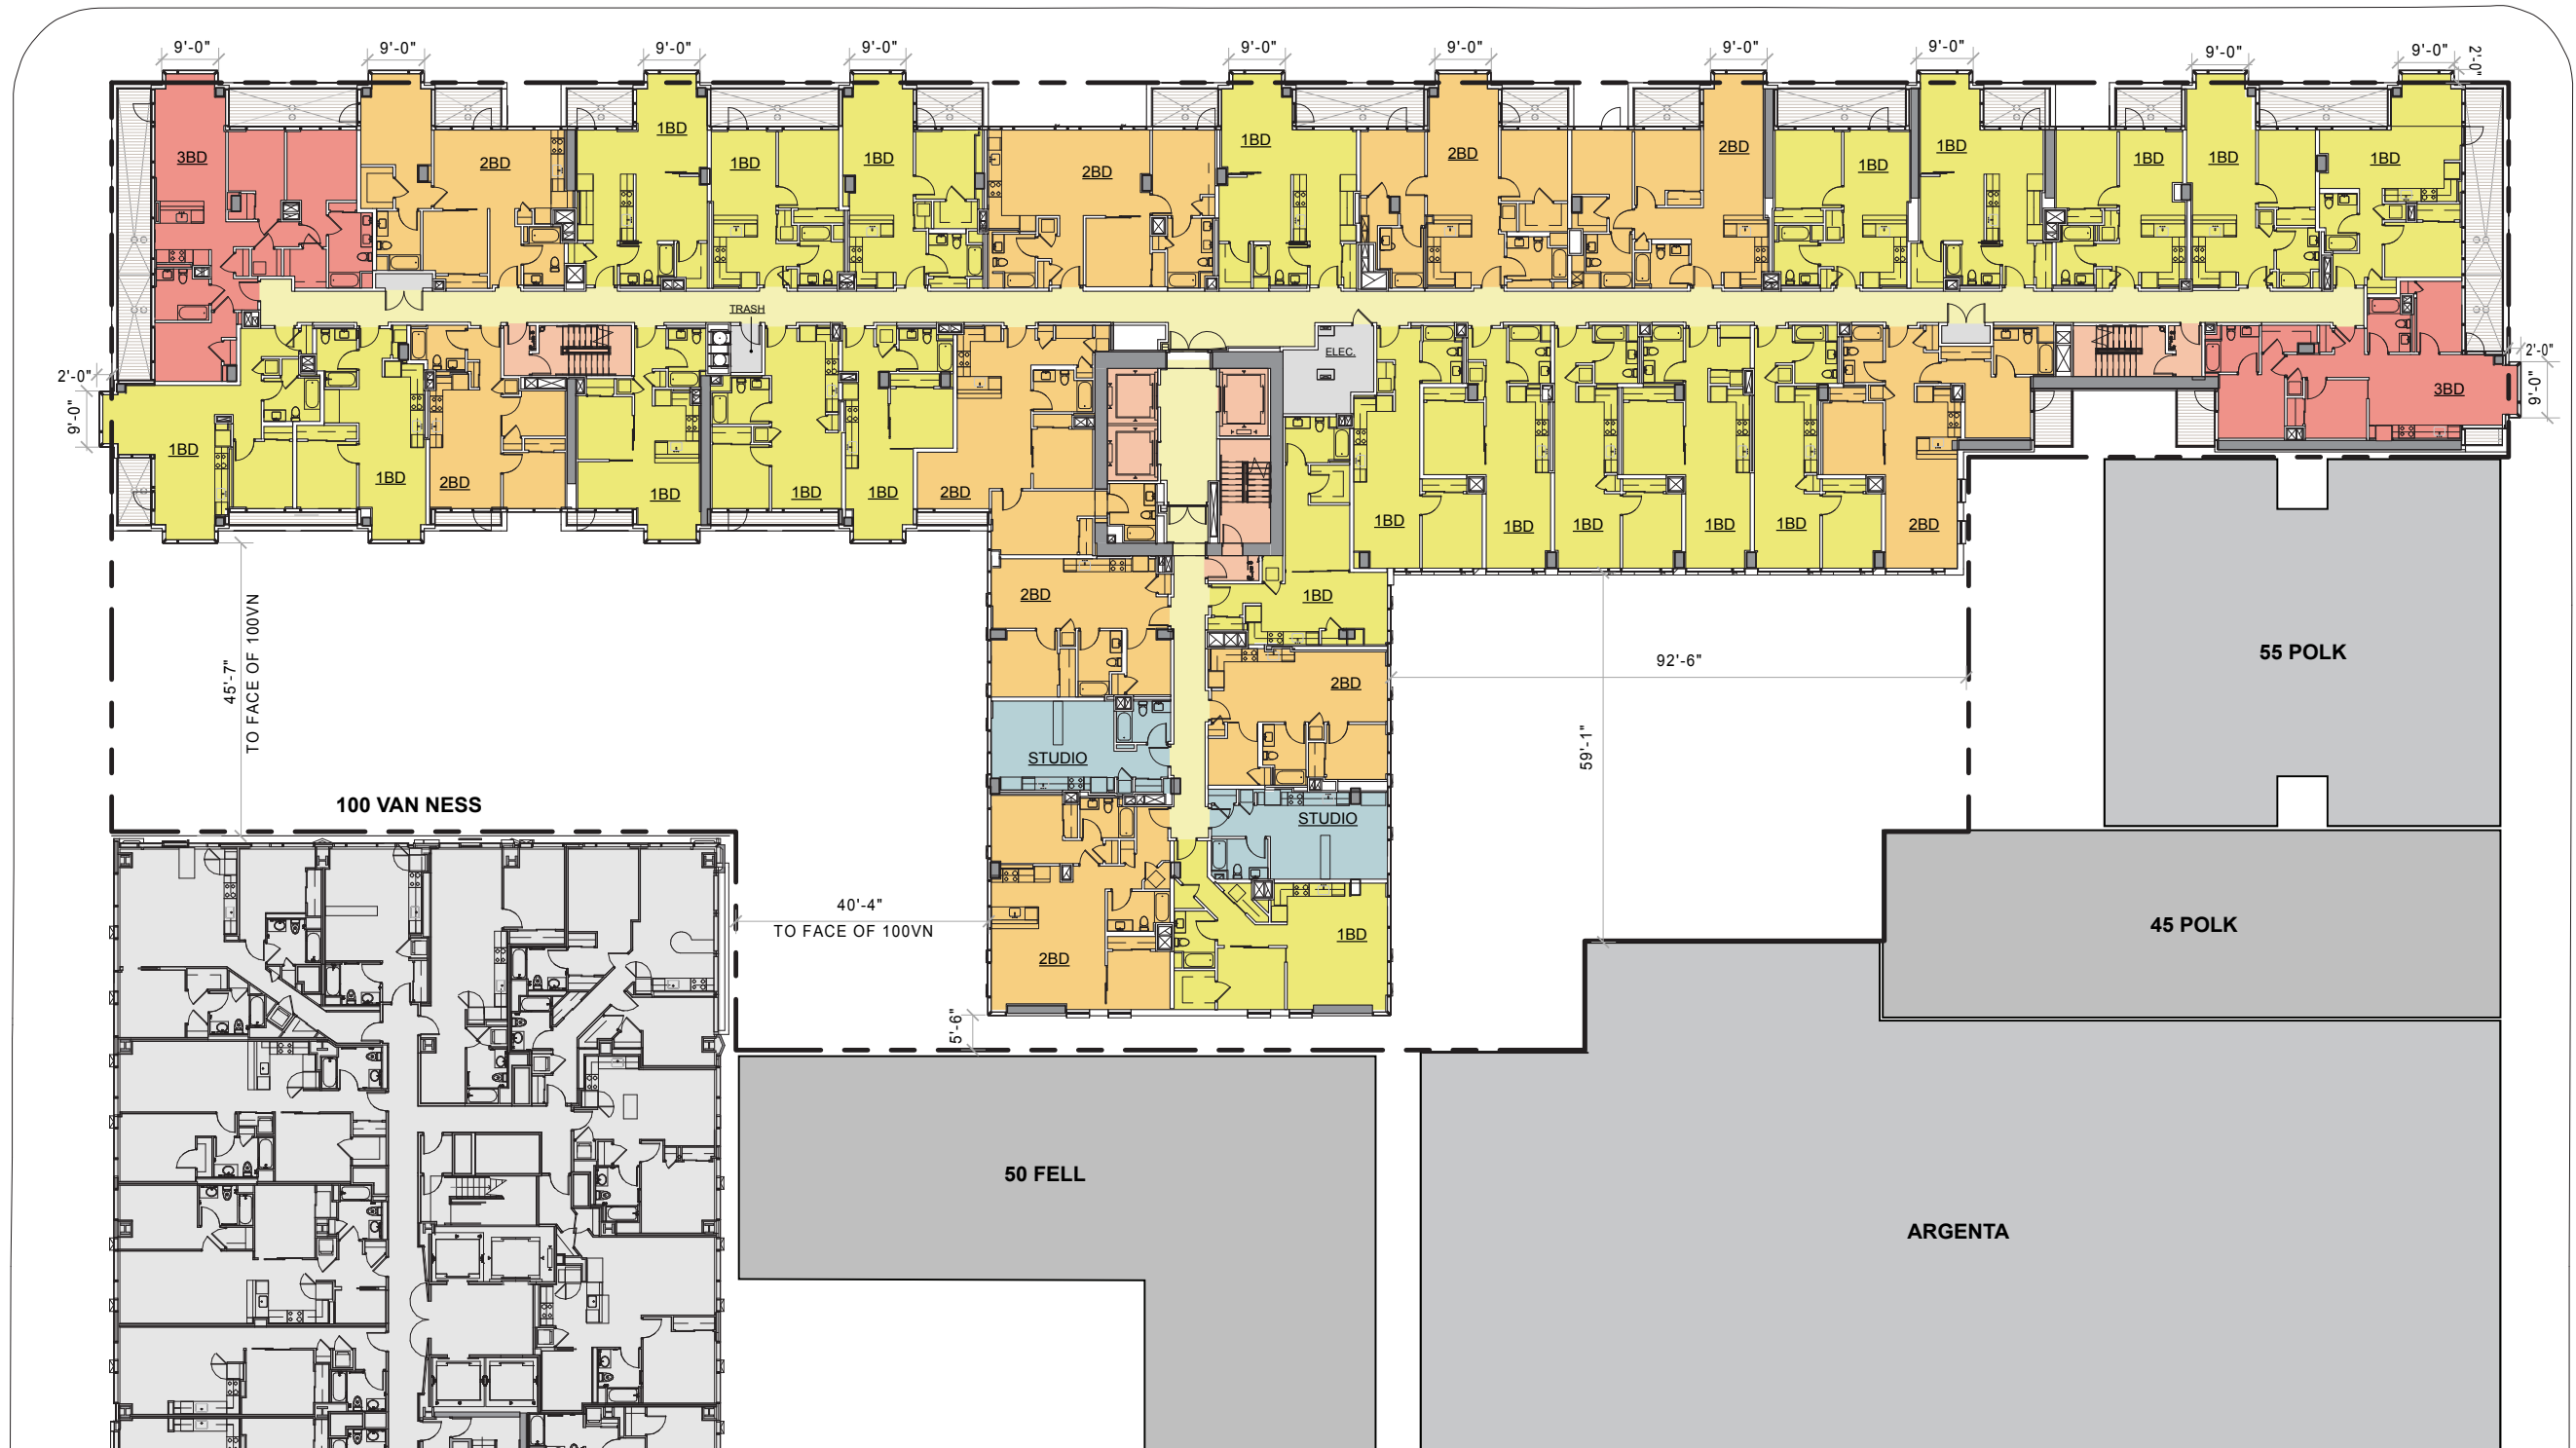 9'-0" 9'-0" 9'-0" 9'-0" 9'-0" 9'-0" 9'-0" 9'-0" 9'-0" 9'-0" 2'-0"
3BD 2BD 1BD 1BD 1BD 2BD 1BD 2BD 2BD 1BD 1BD 1BD 1BD 1BD
TRASH
ELEC.
2'-0" 2'-0"
9'-0" 9'-0"
3BD
1BD 1BD 2BD 1BD 1BD 1BD 2BD 1BD 1BD 1BD 1BD 1BD 2BD
2BD 1BD
45'-7"
TO FACE OF 100VN
55 POLK
92'-6"
2BD
59'-1"
STUDIO
100 VAN NESS
STUDIO
40'-4"
TO FACE OF 100VN
45 POLK
1BD
2BD
5'-6"
50 FELL
ARGENTA